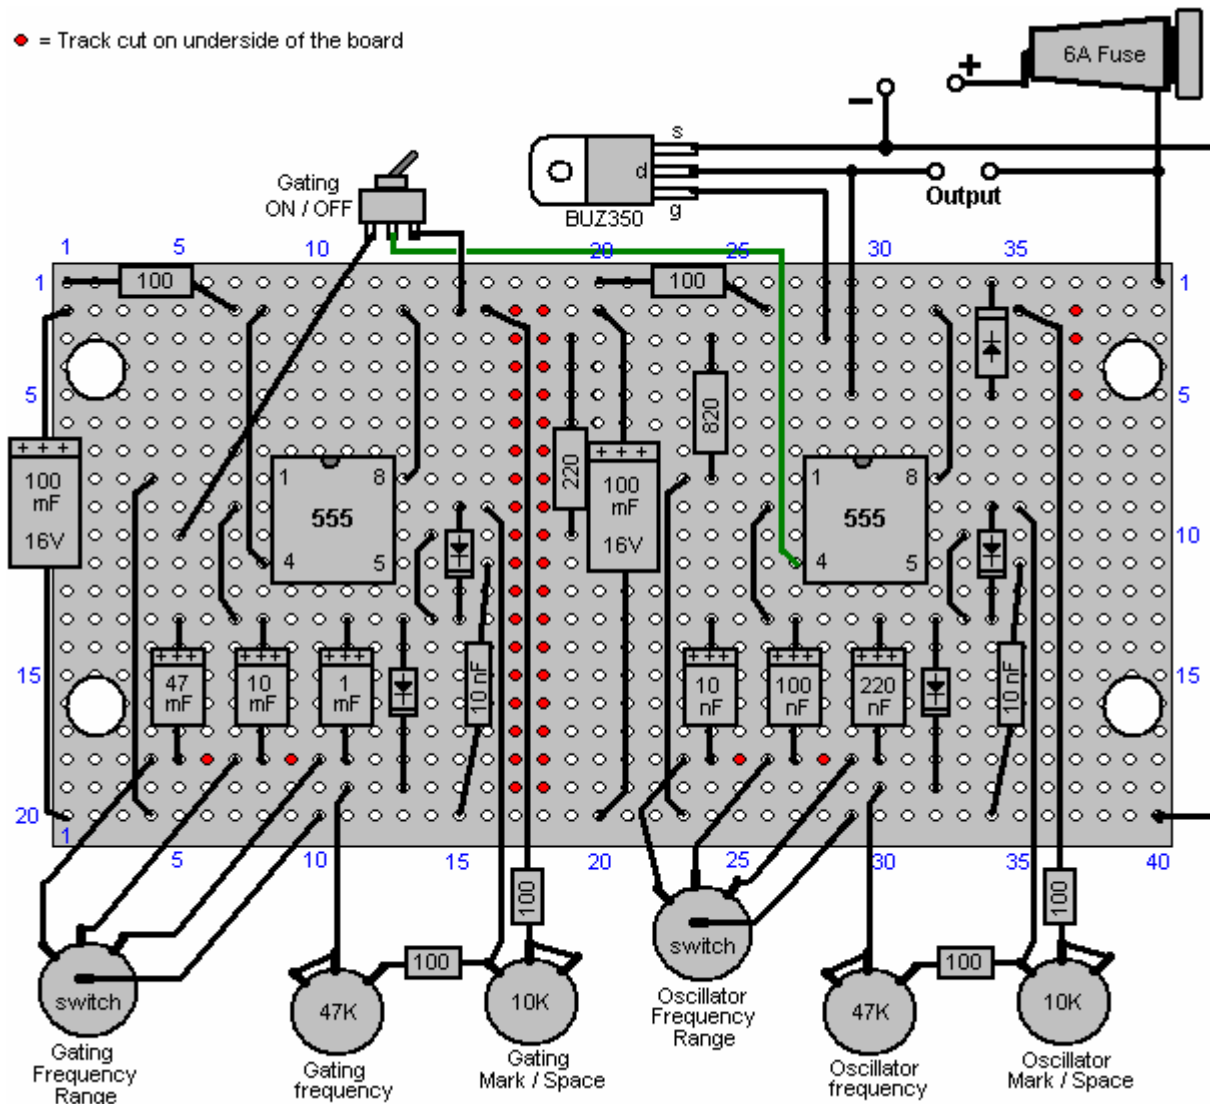 = Track cut on underside of the board
6A Fuse
+
−
s
d
g
BUZ350
Output
Gating
ON / OFF
1 5 10 20 25 30 35
1 100 100 1
5 5
820
220
+ + +
100
mF
16V
1 8
555
4 5
+ + +
100
mF
16V
1 8
555
4 5
10
15 15
+++
47
mF
+++
10
mF
+++
1
mF
10 nF
+++
10
nF
+++
100
nF
+++
220
nF
10 nF
20 1
5 10 15 20 25 30 35 40
100
100
switch
Gating
Frequency
Range
47K
Gating
frequency
100
10K
Gating
Mark / Space
switch
Oscillator
Frequency
Range
47K
Oscillator
frequency
100
10K
Oscillator
Mark / Space